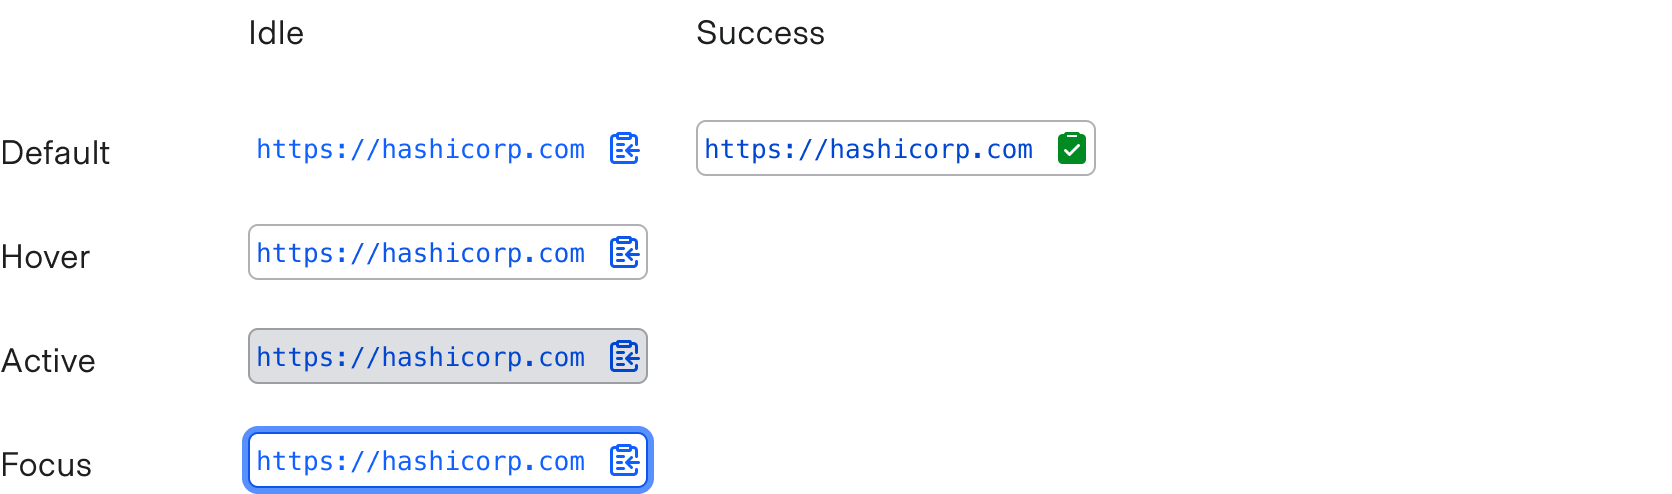 Idle Success
Default https://hashicorp.com https://hashicorp.com
Hover https://hashicorp.com
Active https://hashicorp.com
Focus https://hashicorp.com